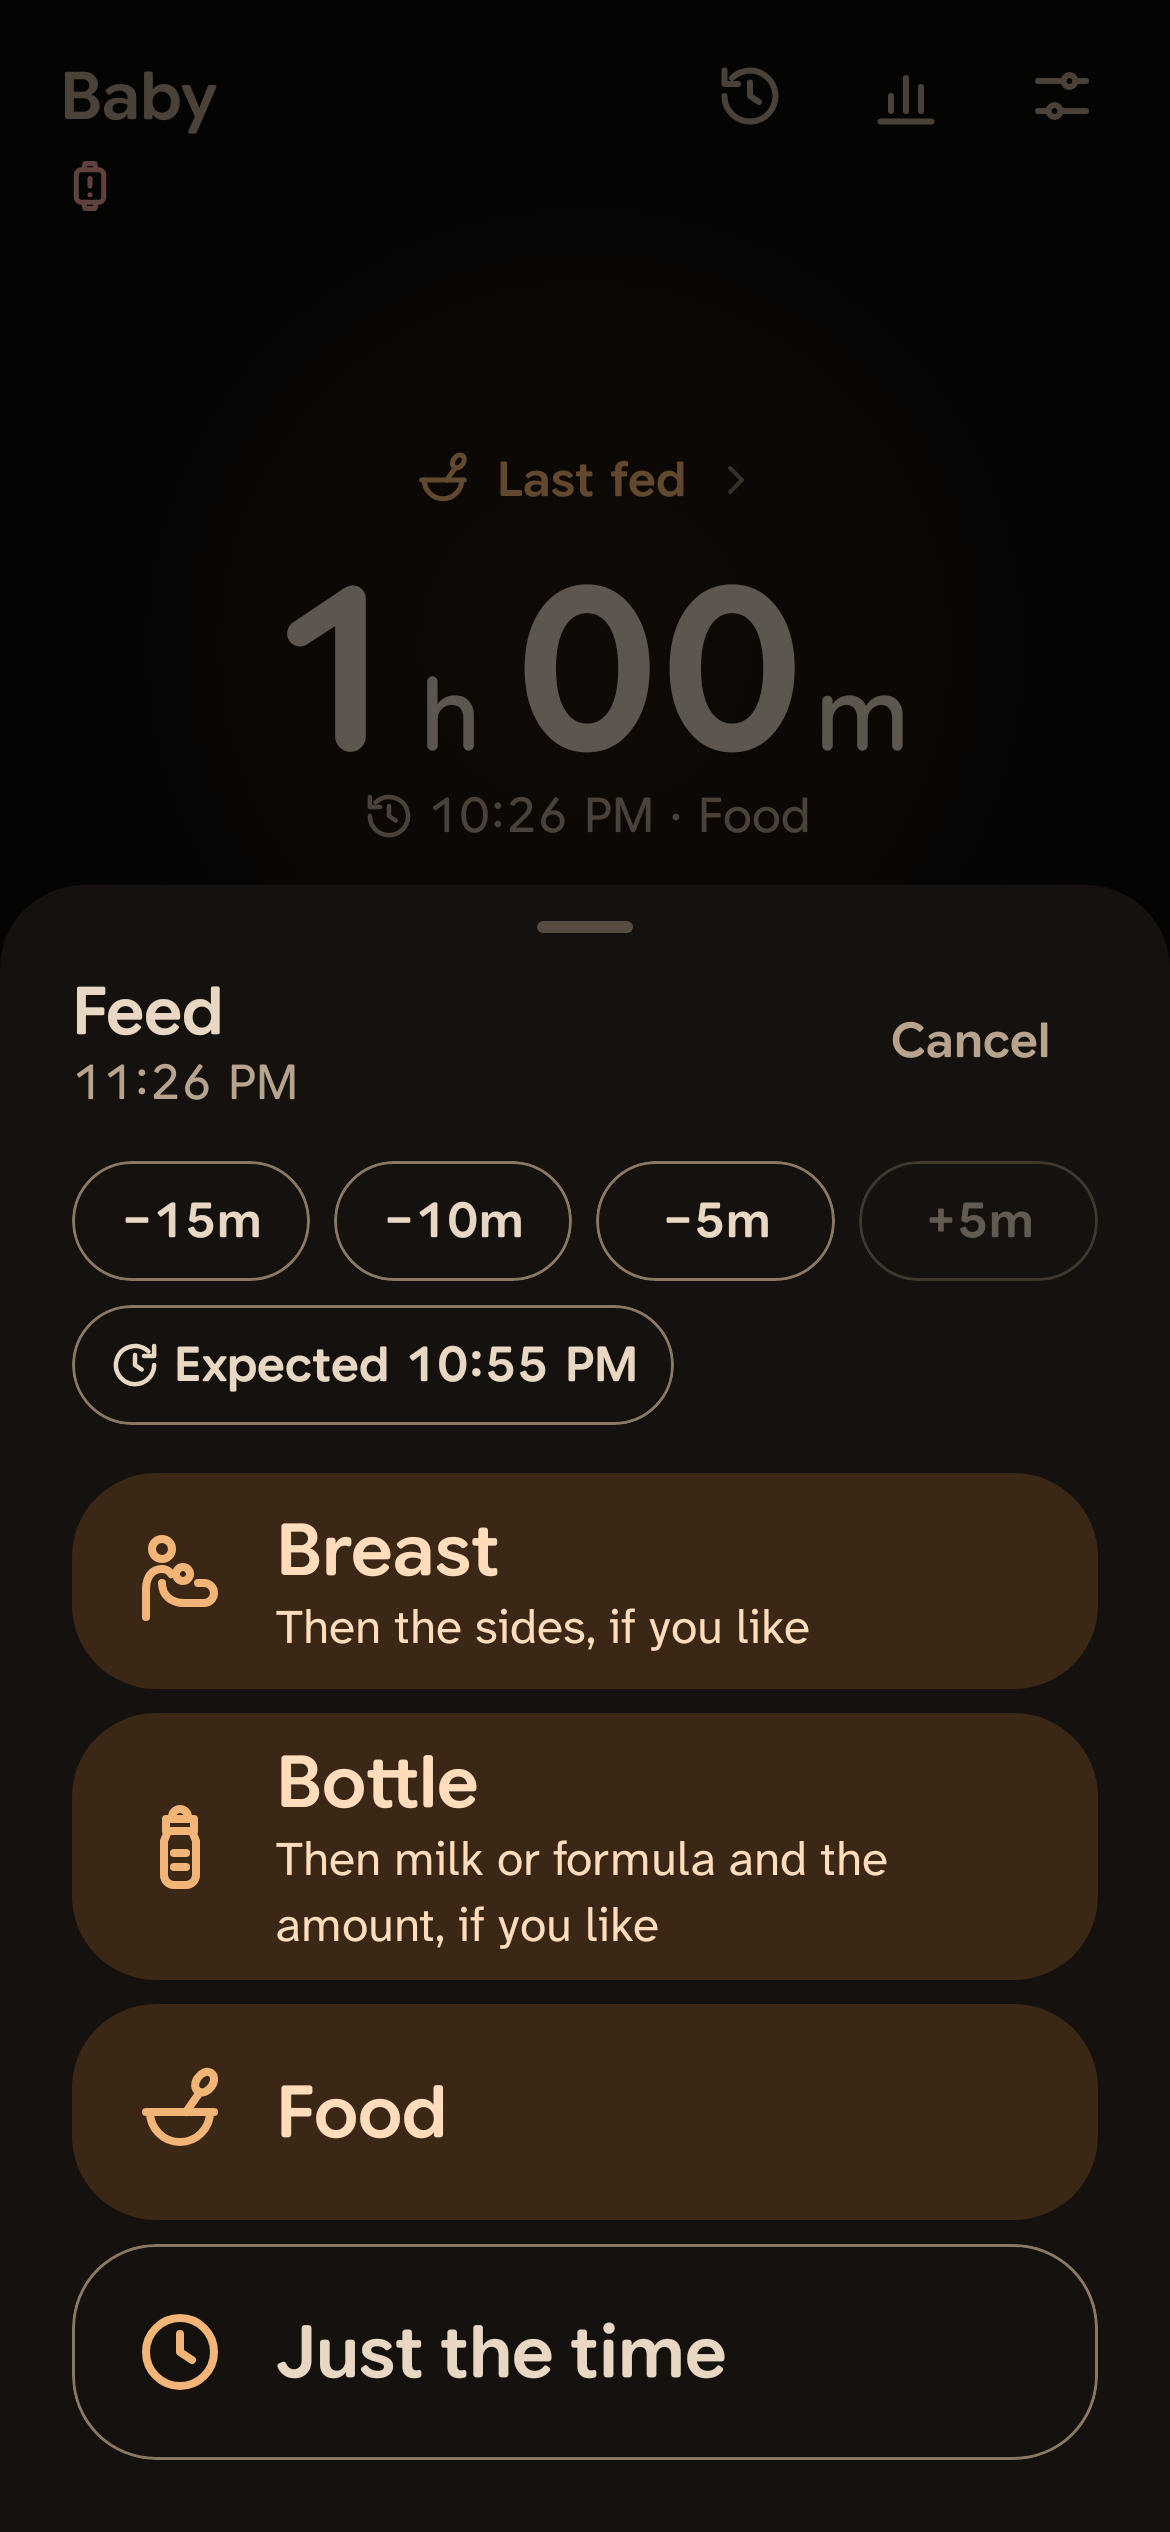 Baby
Last fed
1 h 00 m
10:26 PM · Food
Feed
Cancel
11:26 PM
−15m
−10m
−5m
+5m
Expected 10:55 PM
Breast
Then the sides, if you like
Bottle
Then milk or formula and the
amount, if you like
Food
Just the time